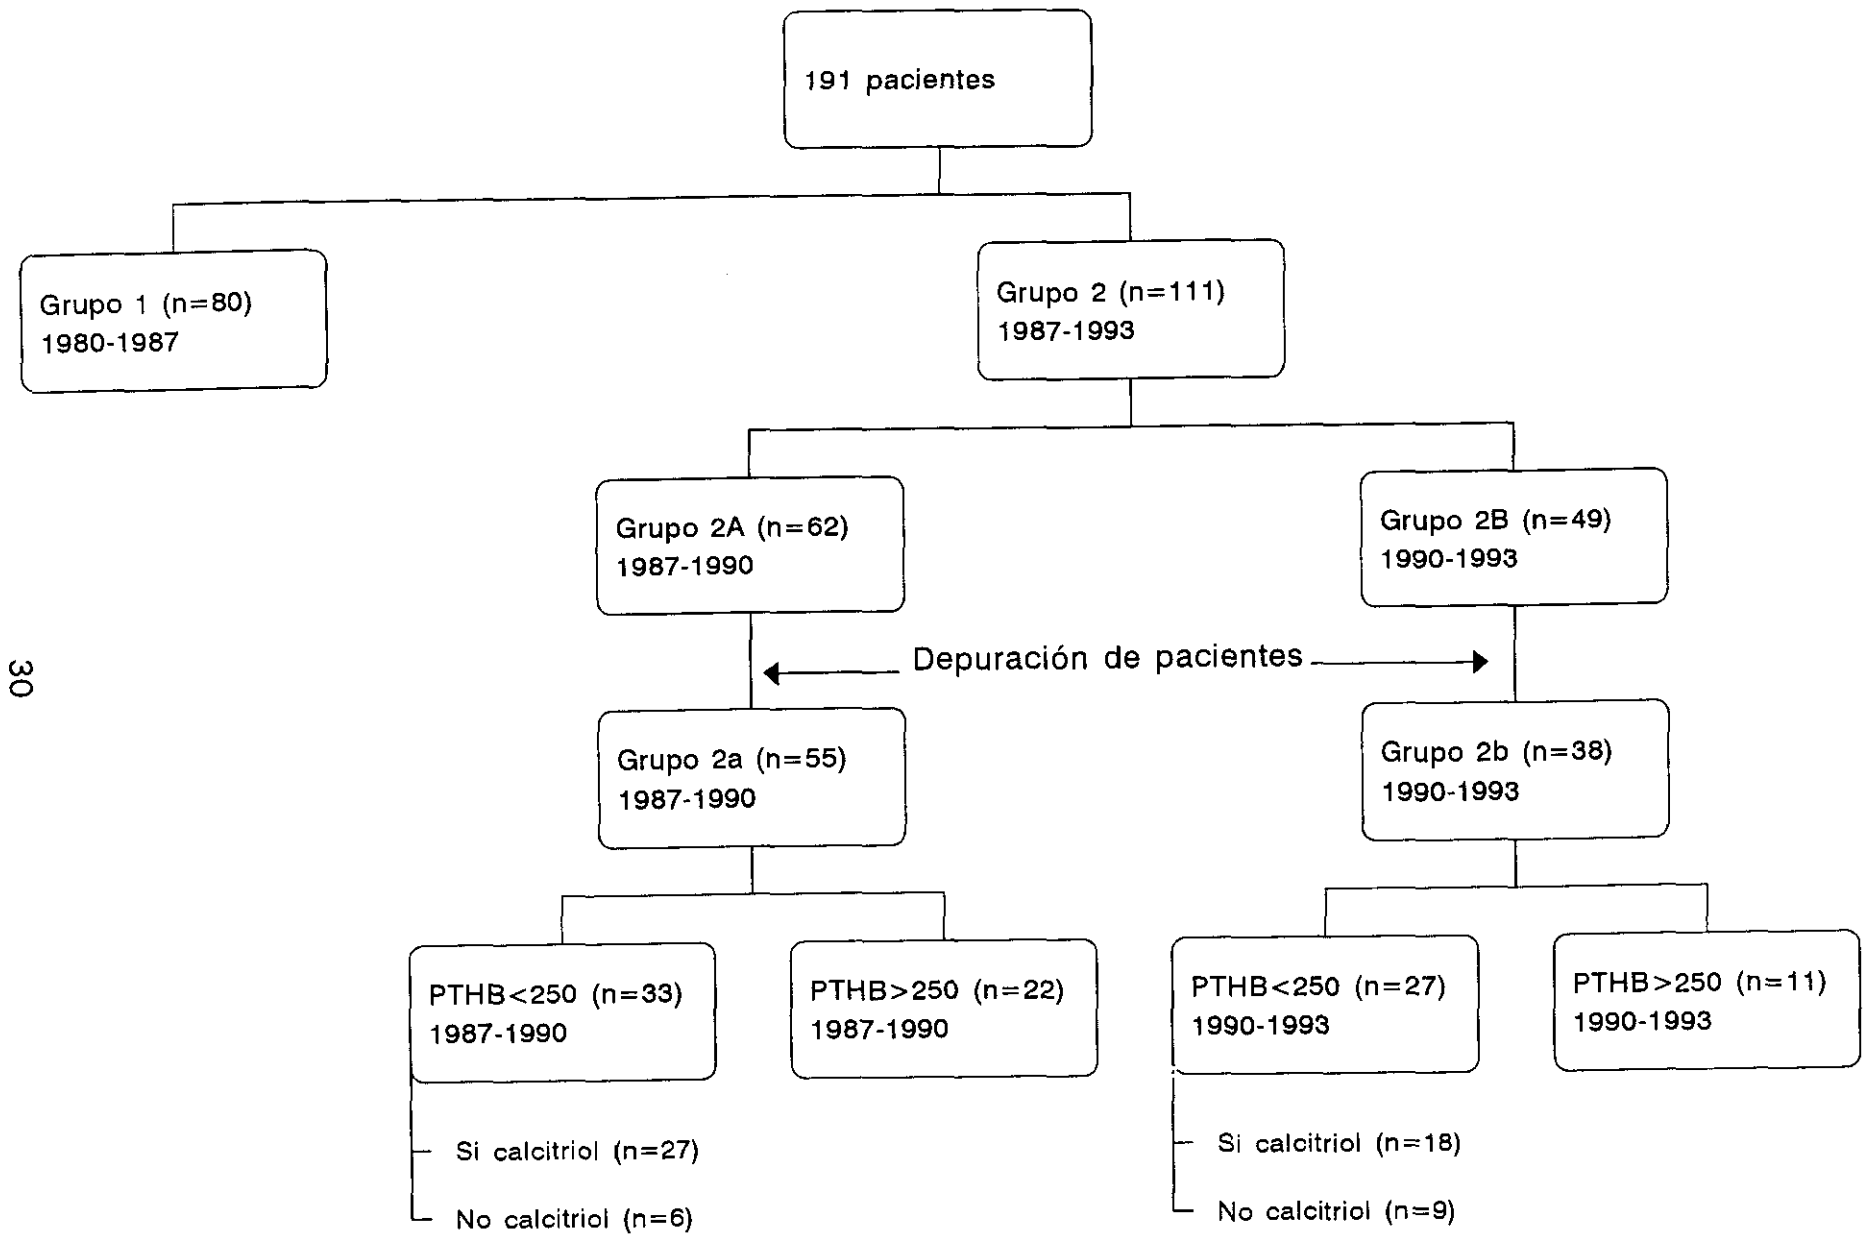 191 pacientes
Grupo 1 (n=80)
1980-1987
Grupo 2 (n=111)
1987-1993
Grupo 2A (n=62)
1987-1990
Grupo 2B (n=49)
1990-1993
Depuración de pacientes
30
Grupo 2a (n=55)
1987-1990
Grupo 2b (n=38)
1990-1993
PTHB<250 (n=33)
1987-1990
PTHB>250 (n=22)
1987-1990
PTHB<250 (n=27)
1990-1993
PTHB>250 (n=11)
1990-1993
Si calcitriol (n=27)
No calcitriol (n=6)
Si calcitriol (n=18)
No calcitriol (n=9)